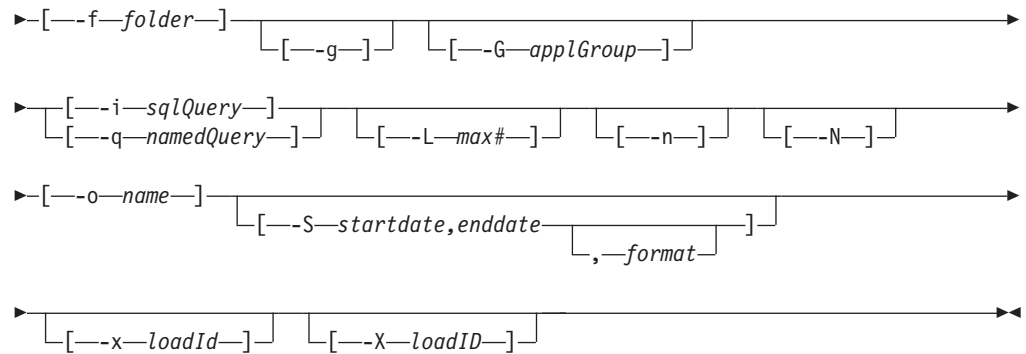 [ -f folder ]
[ -g ] [ -G applGroup ]
[ -i sqlQuery ]
[ -q namedQuery ] [ -L max# ] [ -n ] [ -N ]
[ -o name ]
[ -S startdate,enddate ]
, format
[ -x loadId ] [ -X loadID ]